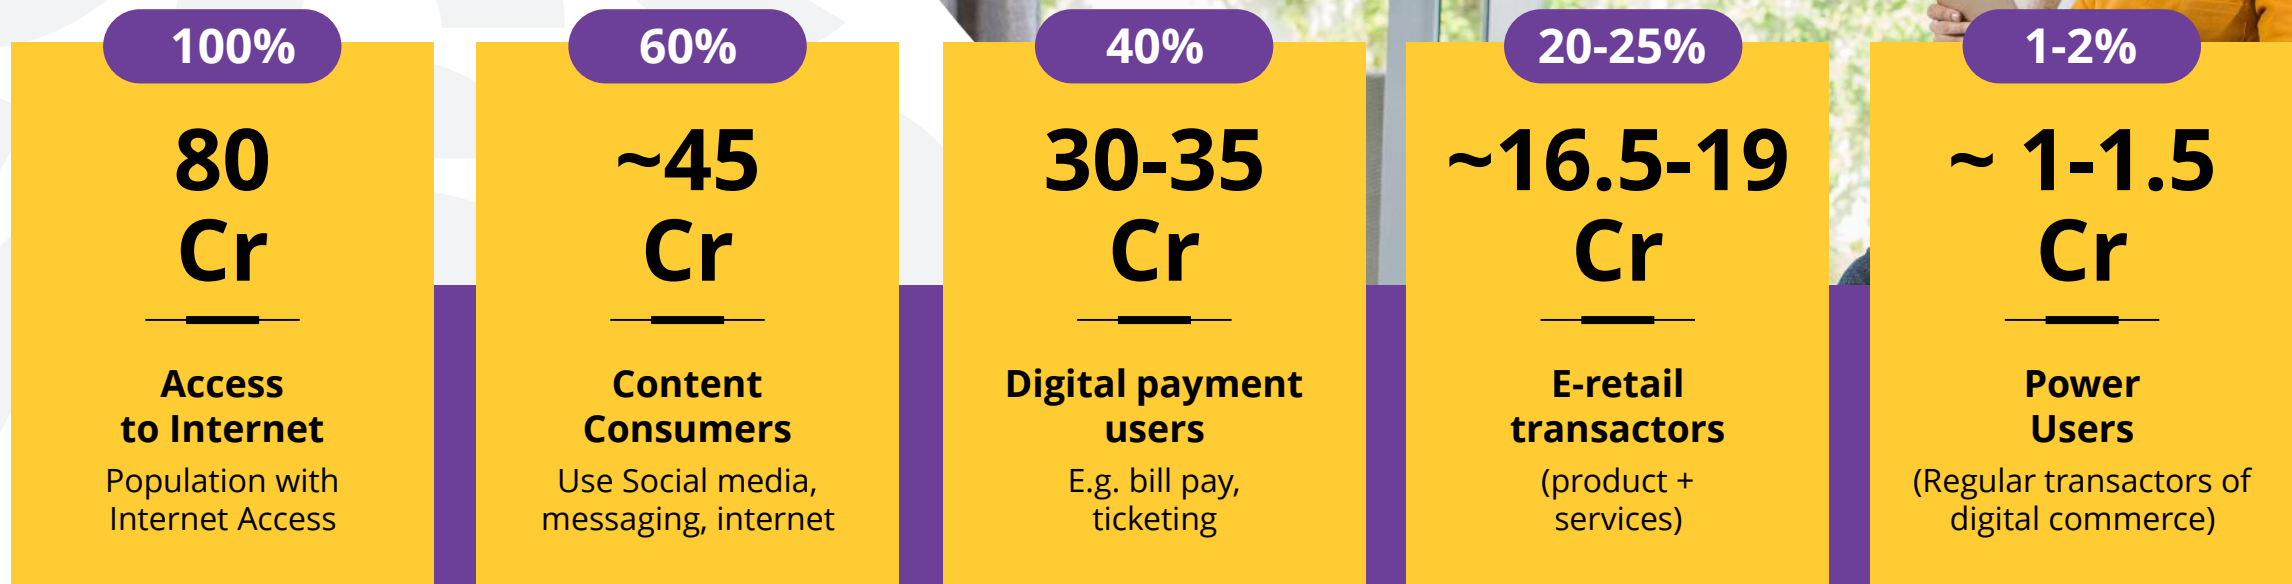 100%
80
Cr
Access
to Internet
Population with
Internet Access
60%
~45
Cr
Content
Consumers
Use Social media,
messaging, internet
40%
30-35
Cr
Digital payment
users
E.g. bill pay,
ticketing
20-25%
~16.5-19
Cr
E-retail
transactors
(product +
services)
1-2%
~ 1-1.5
Cr
Power
Users
(Regular transactors of
digital commerce)